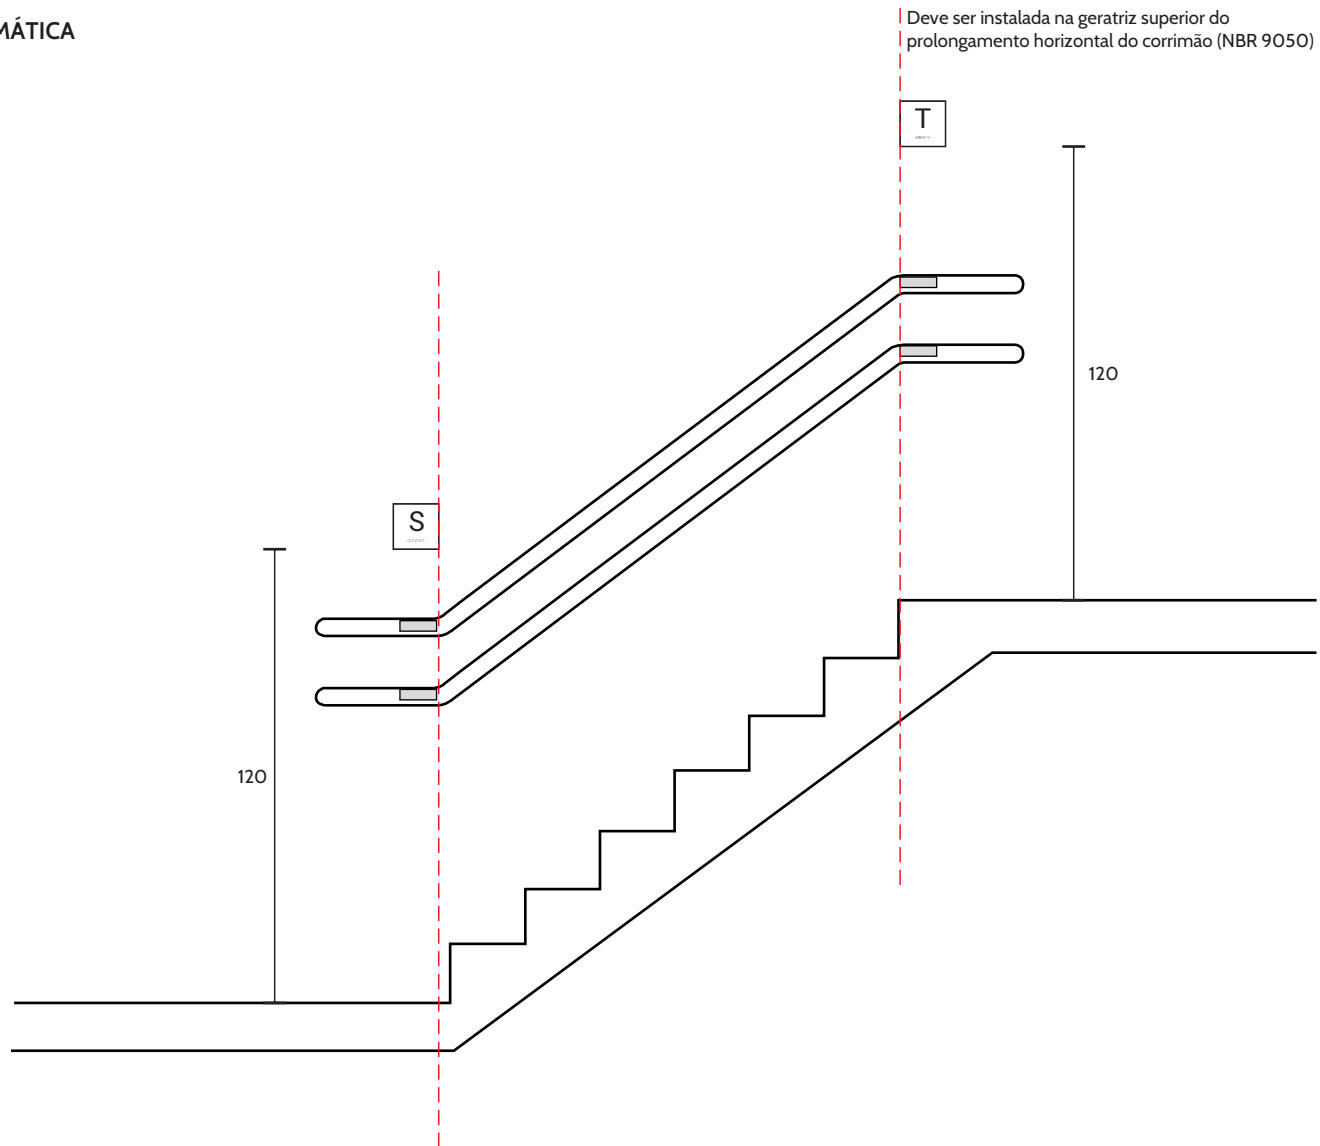 MÁTICA
Deve ser instalada na geratriz superior do
prolongamento horizontal do corrimão (NBR 9050)
T
120
S
120